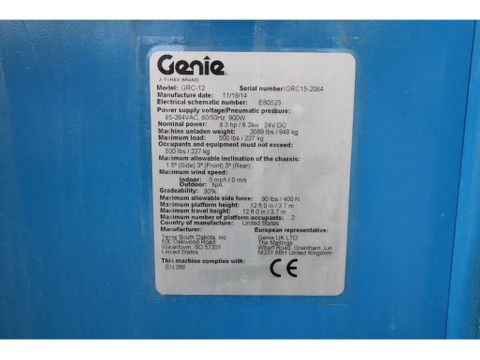 Genie
A TEREX BRAND
Model: GRC-12 Serial number: GRC15-2084
Manufacture date: 11/18/14
Electrical schematic number: ES0523
Power supply voltage/Pneumatic pressure:
85-264VAC, 60/50Hz, 900W
Nominal power: 8.3 hp / 6.2kw 24V DC
Machine unladen weight: 2089 lbs / 948 kg
Maximum load: 500 lbs / 227 kg
Occupants and equipment must not exceed:
500 lbs / 227 kg
Maximum allowable inclination of the chassis:
1.5º (Side) 3º (Front) 3º (Rear)
Maximum wind speed:
Indoor: 0 mph / 0 m/s
Outdoor: N/A
Gradeability: 30%
Maximum allowable side force: 90 lbs / 400 N
Maximum platform height: 12 ft 0 in / 3.7 m
Maximum travel height: 12 ft 0 in / 3.7 m
Maximum number of platform occupants: 2
Country of manufacture: United States
Manufacturer: European representative:
Terex South Dakota, Inc Genie UK LTD
500 Oakwood Road The Maltings
Watertown, SD 57201 Wharf Road, Grantham, Lin
United States NG31 6BH United Kingdom
This machine complies with:
EN 280 CE